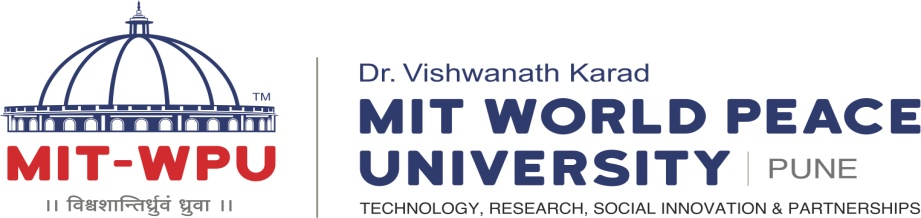 TM
MIT-WPU
।। विश्वशान्तिर्ध्रुवं ध्रुवा ।।
Dr. Vishwanath Karad
MIT WORLD PEACE
UNIVERSITY | PUNE
TECHNOLOGY, RESEARCH, SOCIAL INNOVATION & PARTNERSHIPS